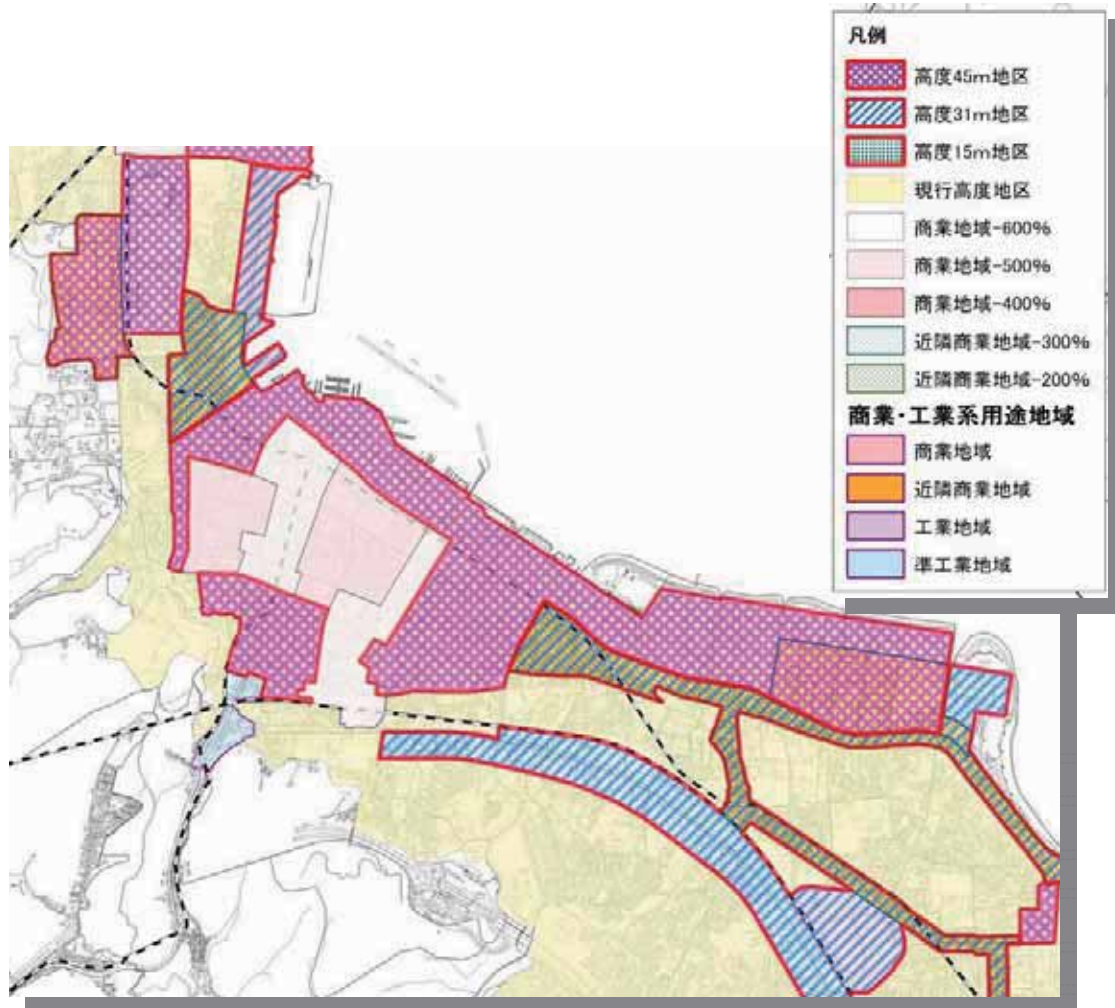 凡例
高度45m地区
高度31m地区
高度15m地区
現行高度地区
商業地域-600%
商業地域-500%
商業地域-400%
近隣商業地域-300%
近隣商業地域-200%
商業・工業系用途地域
商業地域
近隣商業地域
工業地域
準工業地域